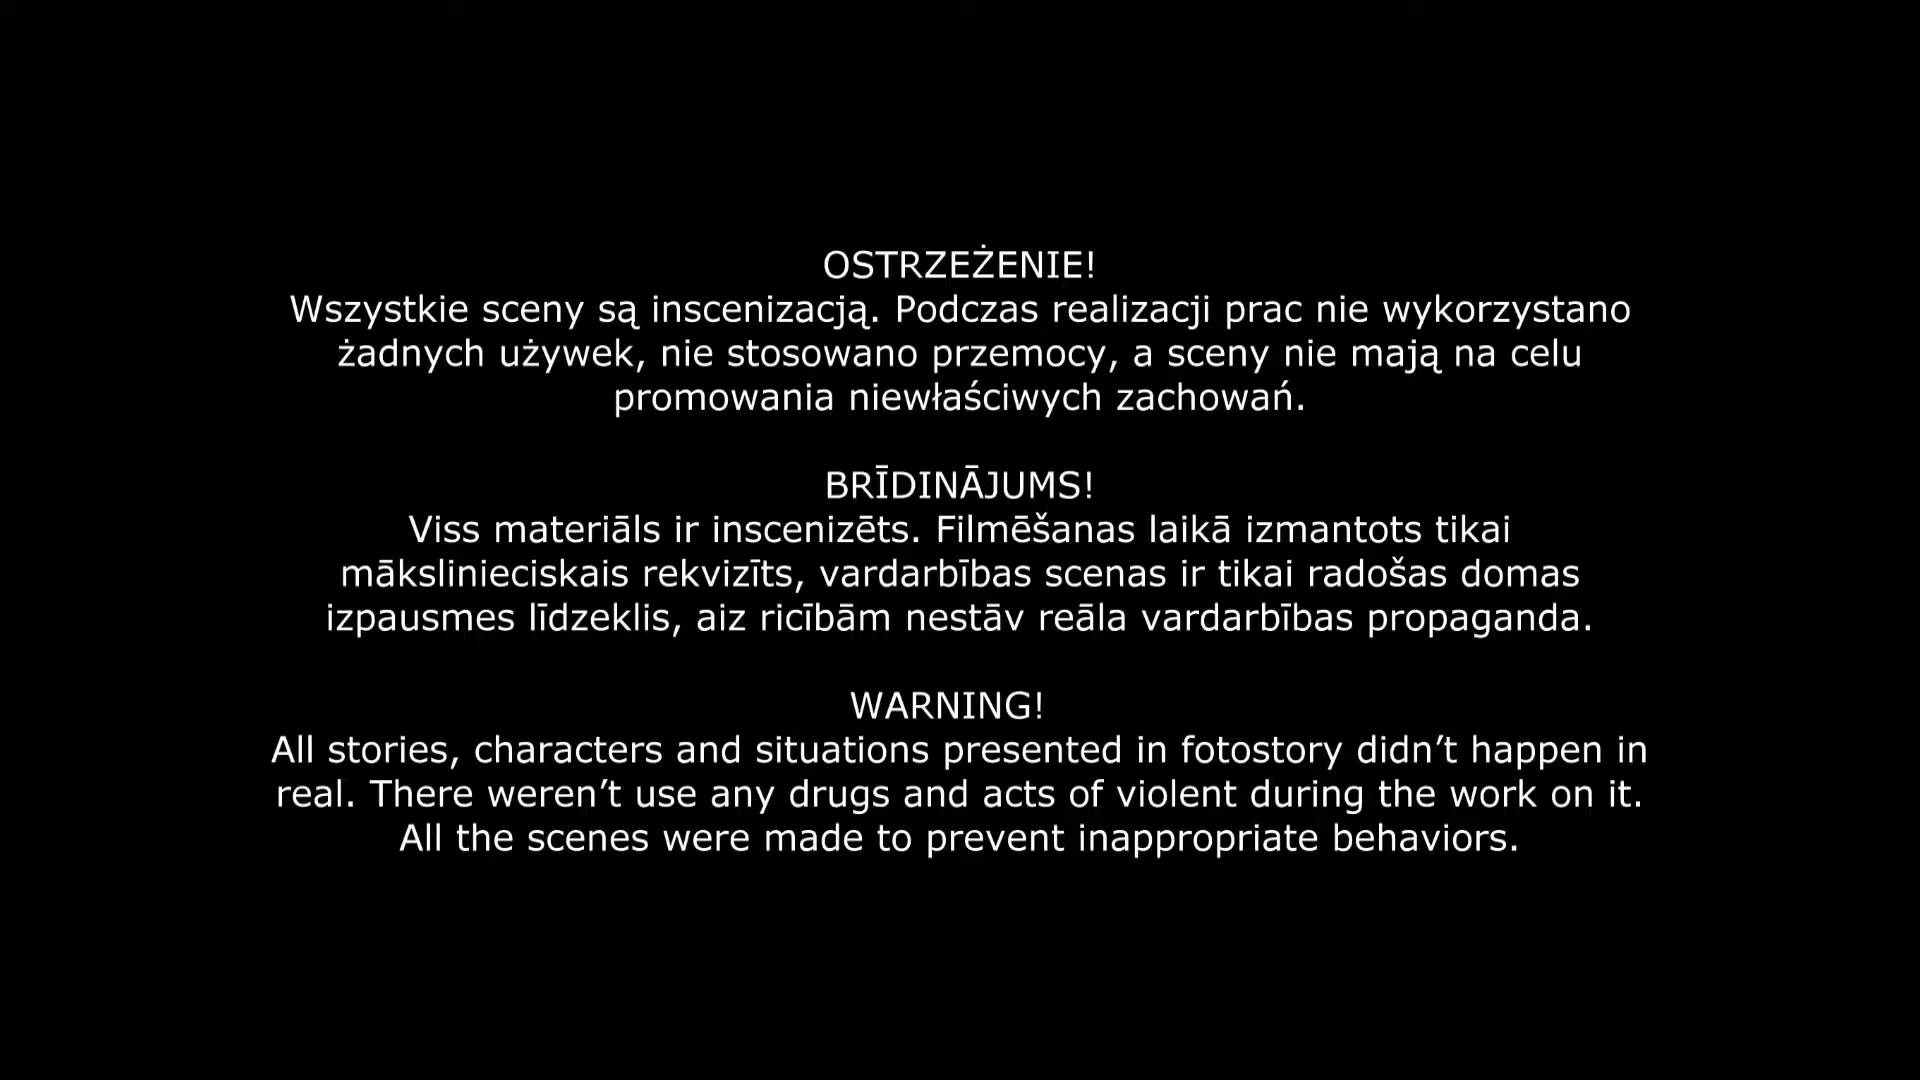 OSTRZEŻENIE!
Wszystkie sceny są inscenizacją. Podczas realizacji prac nie wykorzystano
żadnych używek, nie stosowano przemocy, a sceny nie mają na celu
promowania niewłaściwych zachowań.
BRĪDINĀJUMS!
Viss materiāls ir inscenizēts. Filmēšanas laikā izmantots tikai
mākslinieciskais rekvizīts, vardarbības scenas ir tikai radošas domas
izpausmes līdzeklis, aiz ricībām nestāv reāla vardarbības propaganda.
WARNING!
All stories, characters and situations presented in fotostory didn’t happen in
real. There weren’t use any drugs and acts of violent during the work on it.
All the scenes were made to prevent inappropriate behaviors.